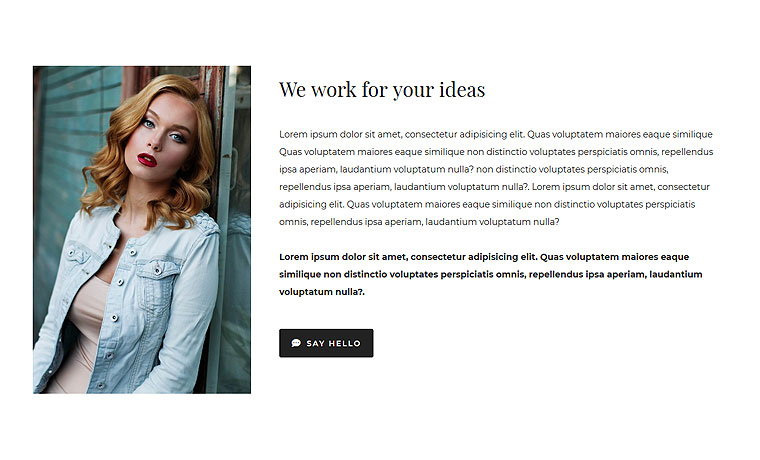 We work for your ideas
Lorem ipsum dolor sit amet, consectetur adipisicing elit. Quas voluptatem maiores eaque similique
Quas voluptatem maiores eaque similique non distinctio voluptates perspiciatis omnis, repellendus
ipsa aperiam, laudantium voluptatum nulla? non distinctio voluptates perspiciatis omnis,
repellendus ipsa aperiam, laudantium voluptatum nulla?. Lorem ipsum dolor sit amet, consectetur
adipisicing elit. Quas voluptatem maiores eaque similique non distinctio voluptates perspiciatis
omnis, repellendus ipsa aperiam, laudantium voluptatum nulla?
Lorem ipsum dolor sit amet, consectetur adipisicing elit. Quas voluptatem maiores eaque
similique non distinctio voluptates perspiciatis omnis, repellendus ipsa aperiam, laudantium
voluptatum nulla?.
SAY HELLO